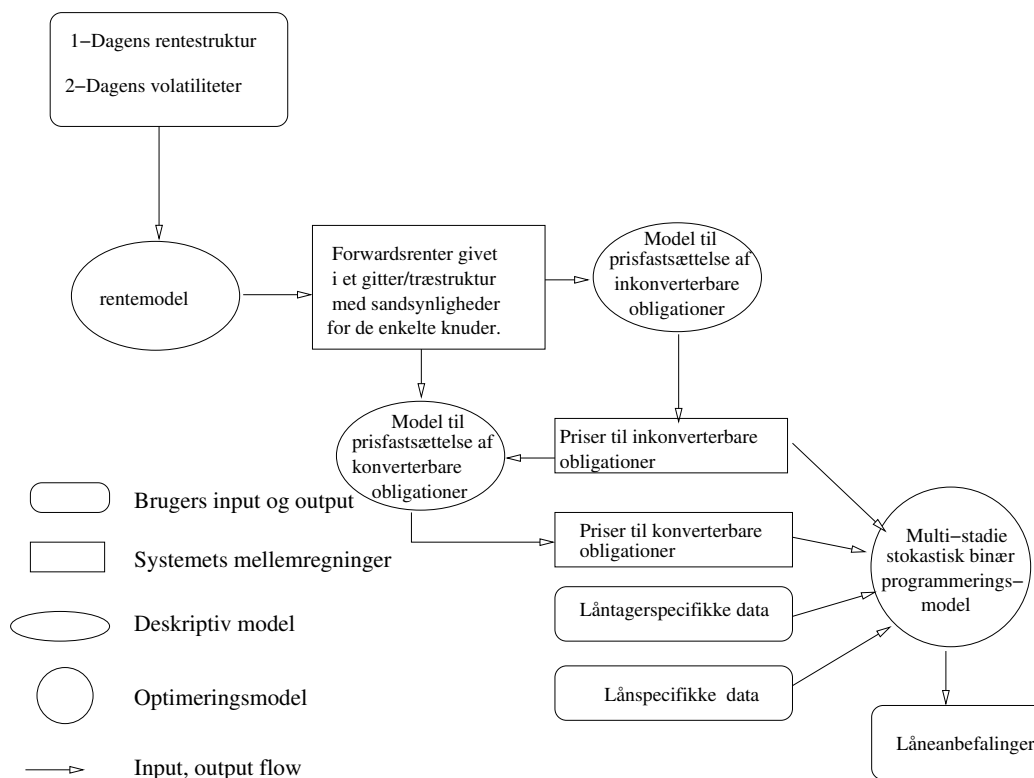 1−Dagens rentestruktur
2−Dagens volatiliteter
rentemodel
Forwardsrenter givet
i et gitter/træstruktur
med sandsynligheder
for de enkelte knuder.
Model til
prisfastsættelse af
inkonverterbare
obligationer
Model til
prisfastsættelse af
konverterbare
obligationer
Priser til inkonverterbare
obligationer
Priser til konverterbare
obligationer
Låntagerspecifikke data
Lånspecifikke data
Multi−stadie
stokastisk binær
programmerings−
model
Låneanbefalinger
Brugers input og output
Systemets mellemregninger
Deskriptiv model
Optimeringsmodel
Input, output flow